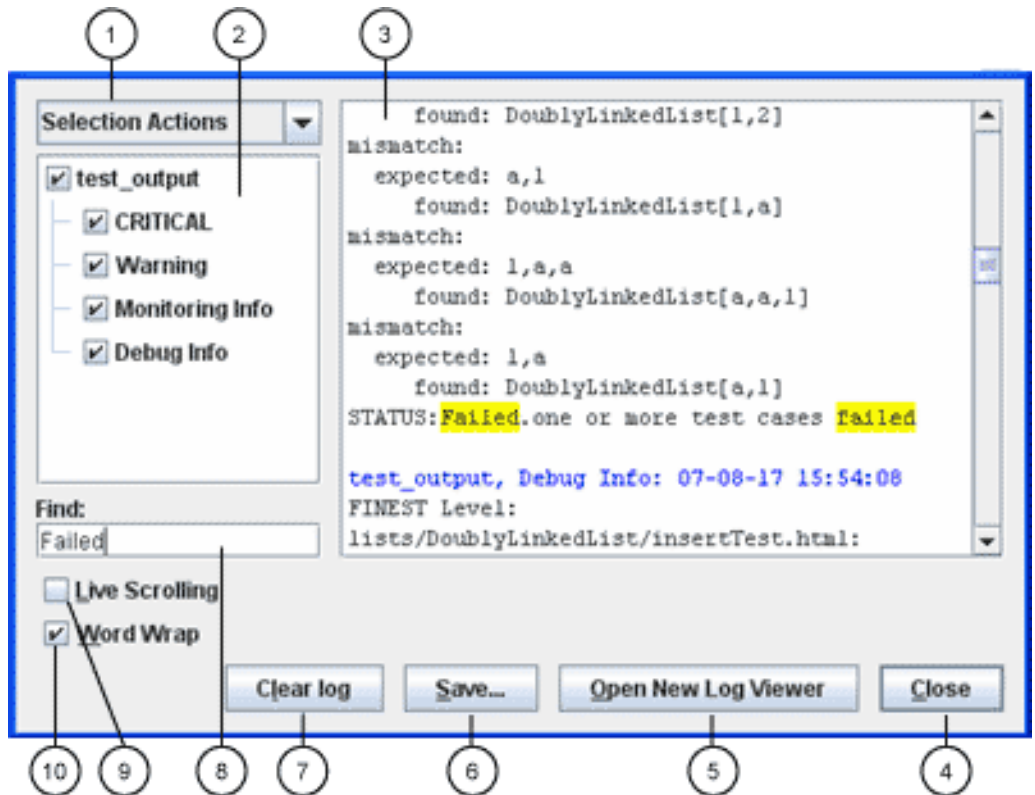 1
2
3
Selection Actions
test_output
CRITICAL
Warning
Monitoring Info
Debug Info
found: DoublyLinkedList[1,2]
mismatch:
expected: a,1
found: DoublyLinkedList[1,a]
mismatch:
expected: 1,a,a
found: DoublyLinkedList[a,a,1]
mismatch:
expected: 1,a
found: DoublyLinkedList[a,1]
STATUS:Failed.one or more test cases failed
test_output, Debug Info: 07-08-17 15:54:08
FINEST Level:
lists/DoublyLinkedList/insertTest.html:
Find:
Failed
Live Scrolling
Word Wrap
Clear log
Save...
Open New Log Viewer
Close
10
9
8
7
6
5
4